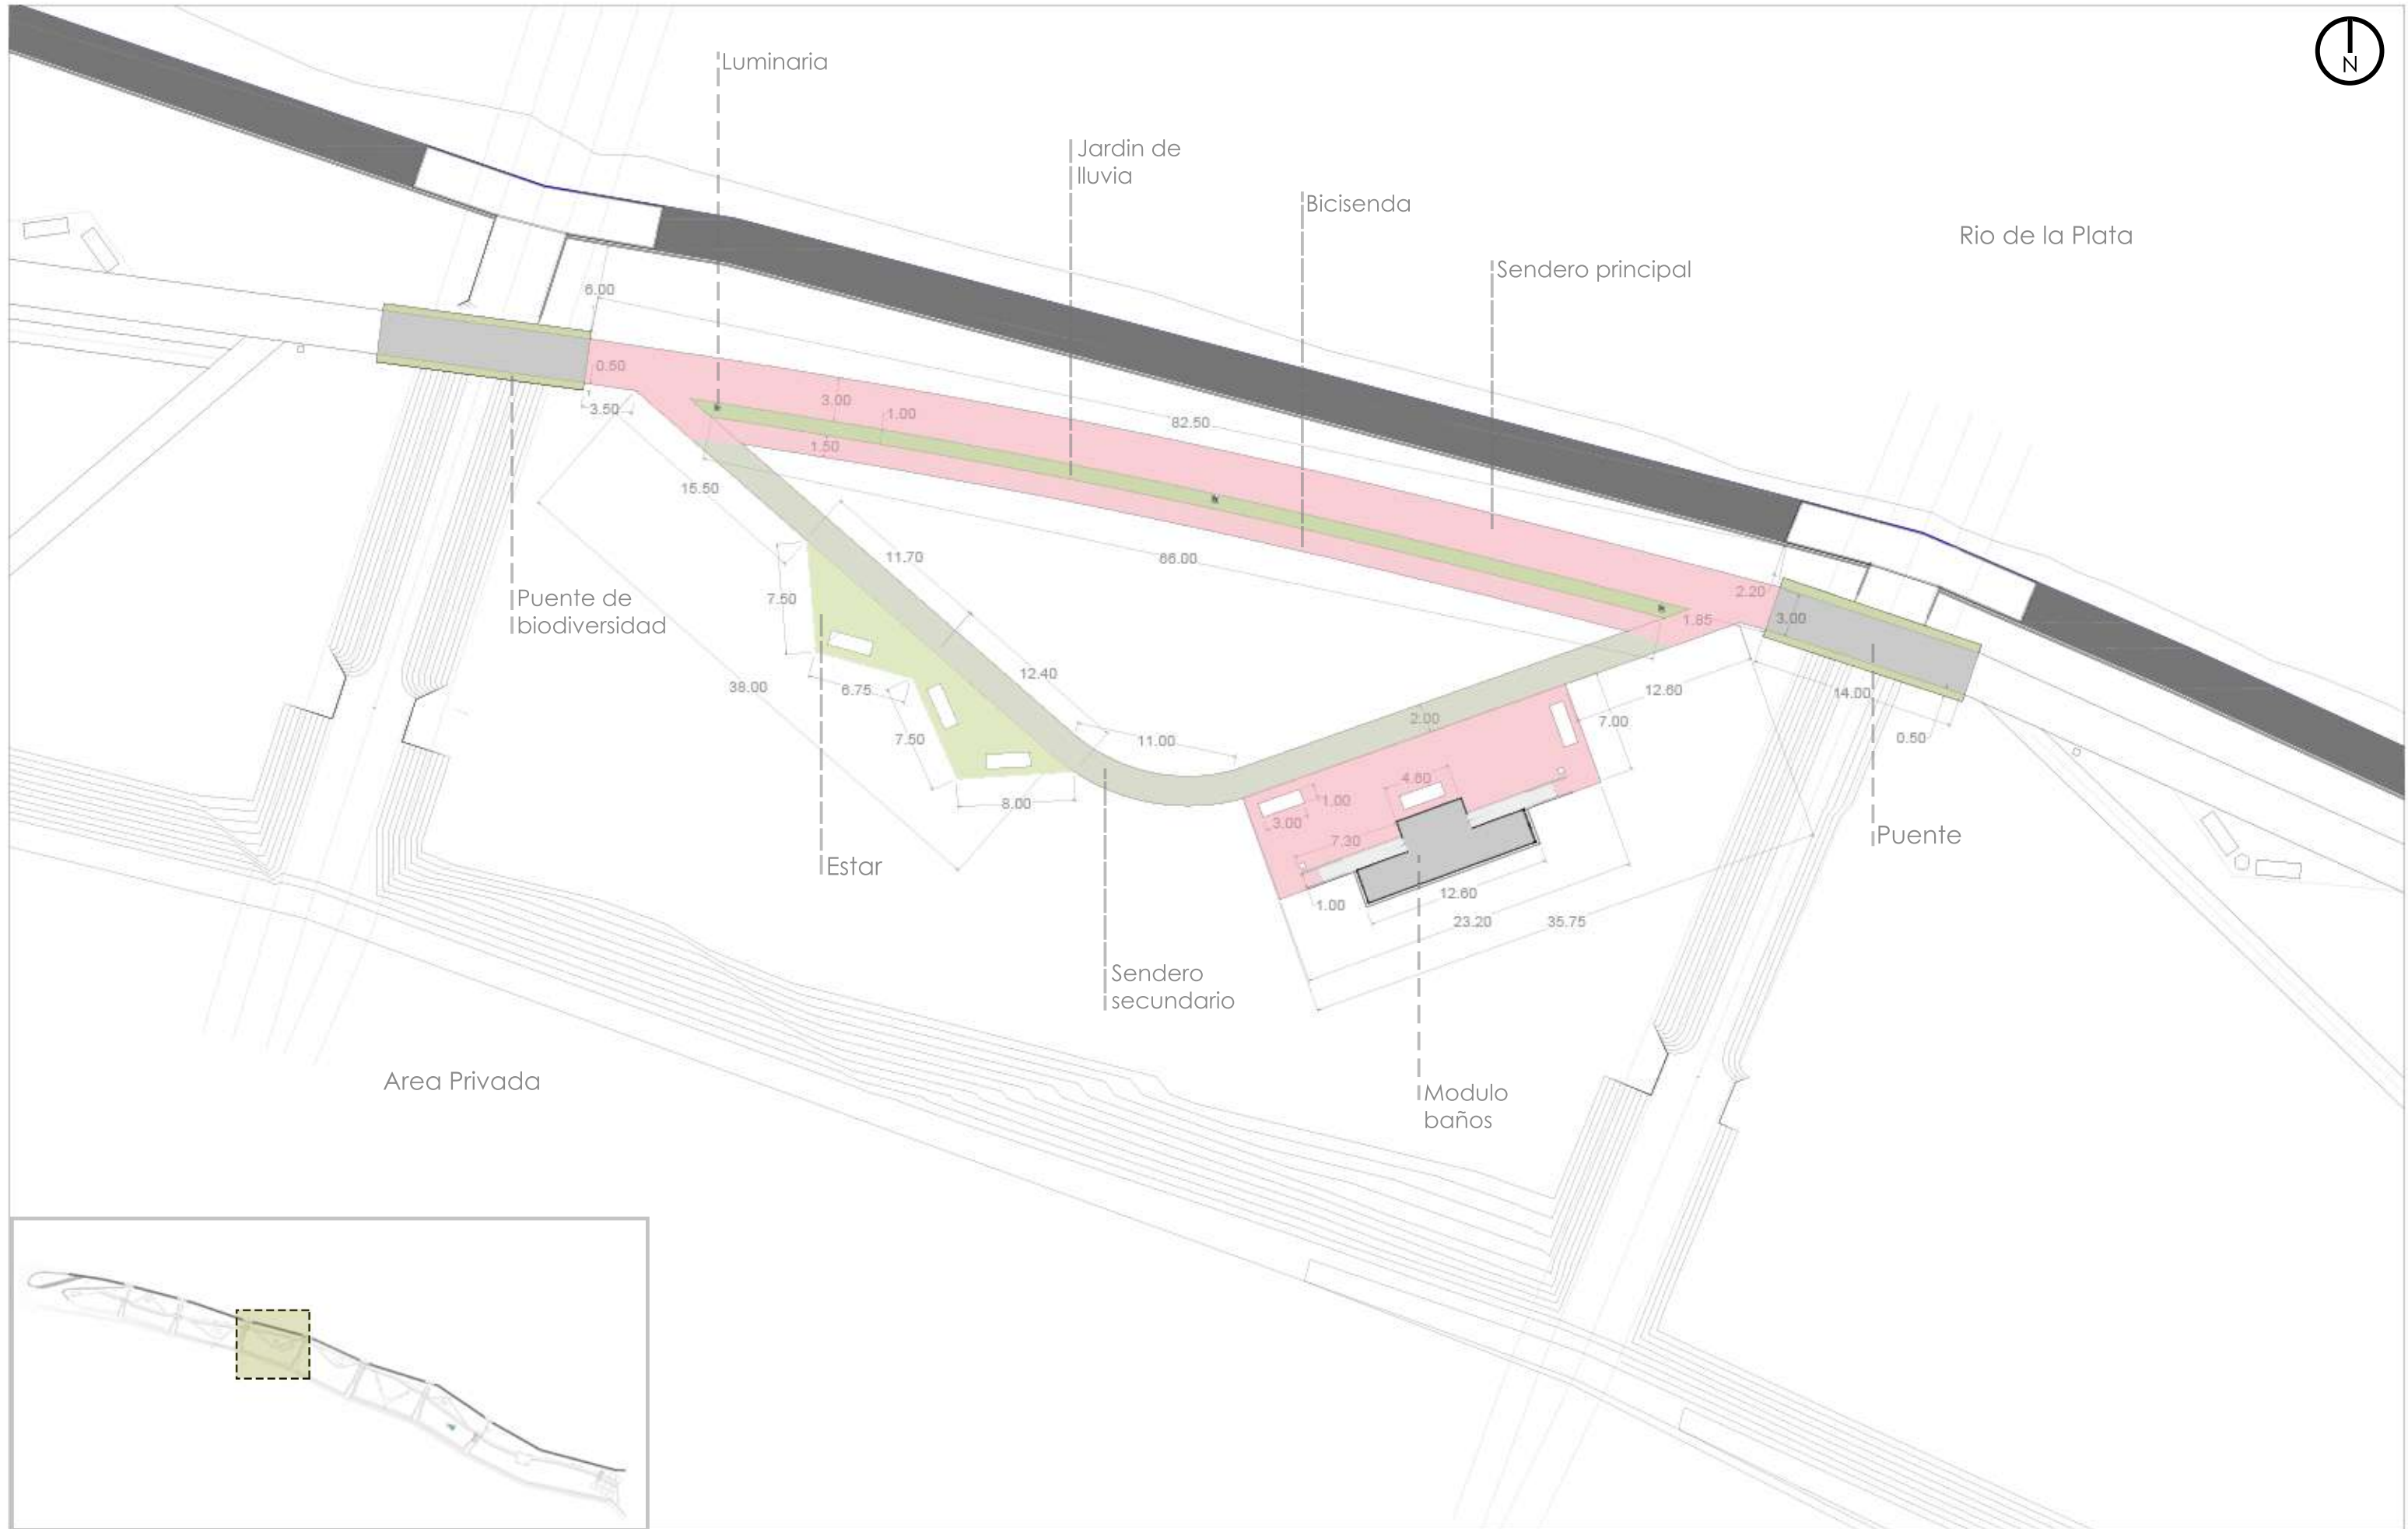 N
Luminaria
Jardin de
lluvia
Bicisenda
Rio de la Plata
Sendero principal
6.00
0.50
3.50
3.00
1.00
1.50
82.50
15.50
11.70
66.00
2.20
1.85
3.00
Puente de
biodiversidad
7.50
12.40
38.00
6.75
12.60
14.00
2.00
7.00
7.50
11.00
0.50
4.60
1.00
8.00
3.00
7.30
Puente
Estar
12.60
1.00
23.20
35.75
Sendero
secundario
Area Privada
Modulo
baños